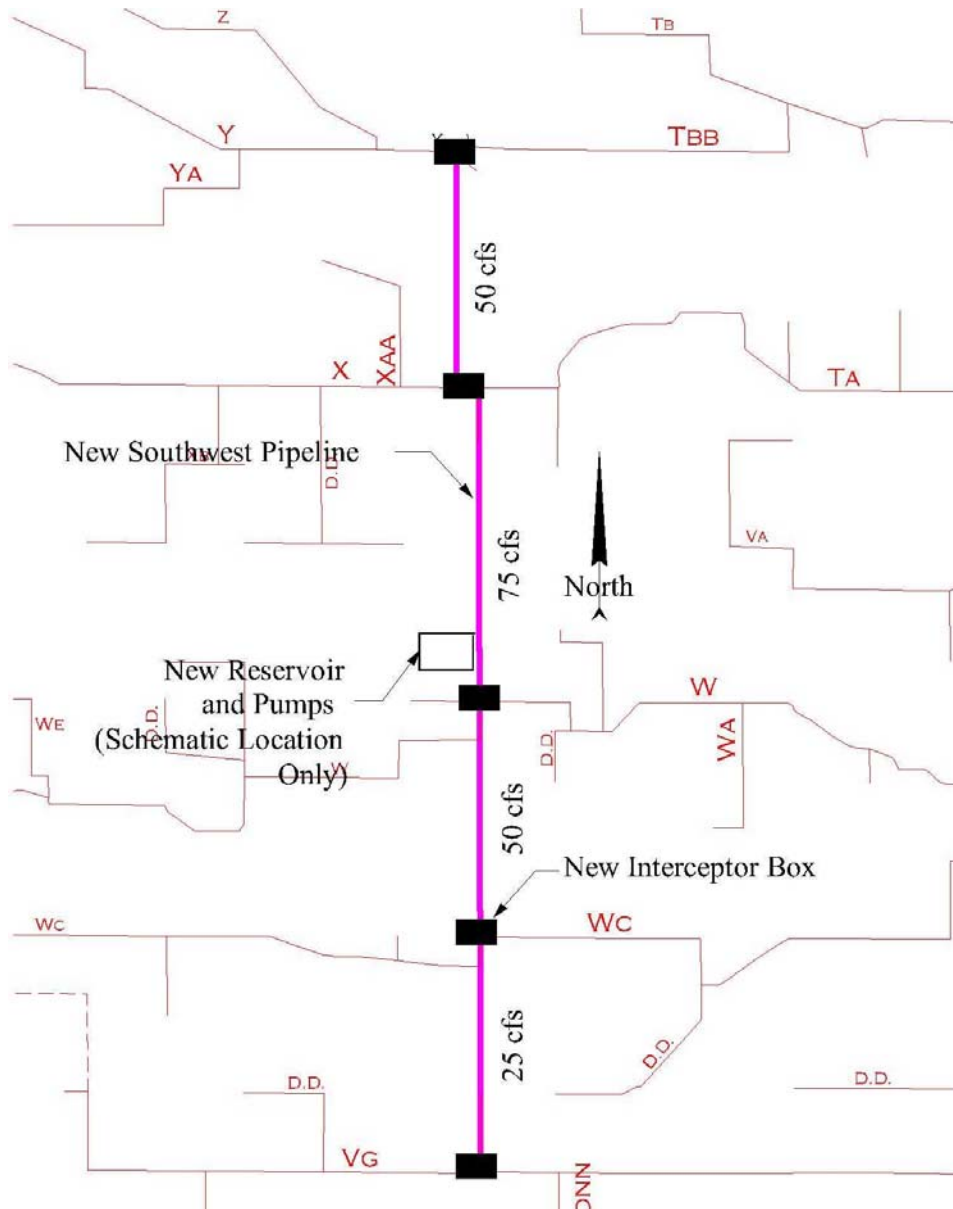 Z
TB
Y
TBB
YA
50 cfs
X
XAA
TA
New Southwest Pipeline
D.D.
VA
75 cfs
North
New Reservoir
and Pumps
(Schematic Location
Only)
W
WE
D.D.
D.D.
WA
W
50 cfs
New Interceptor Box
WC
WC
25 cfs
D.D.
D.D.
D.D.
VG
DNN